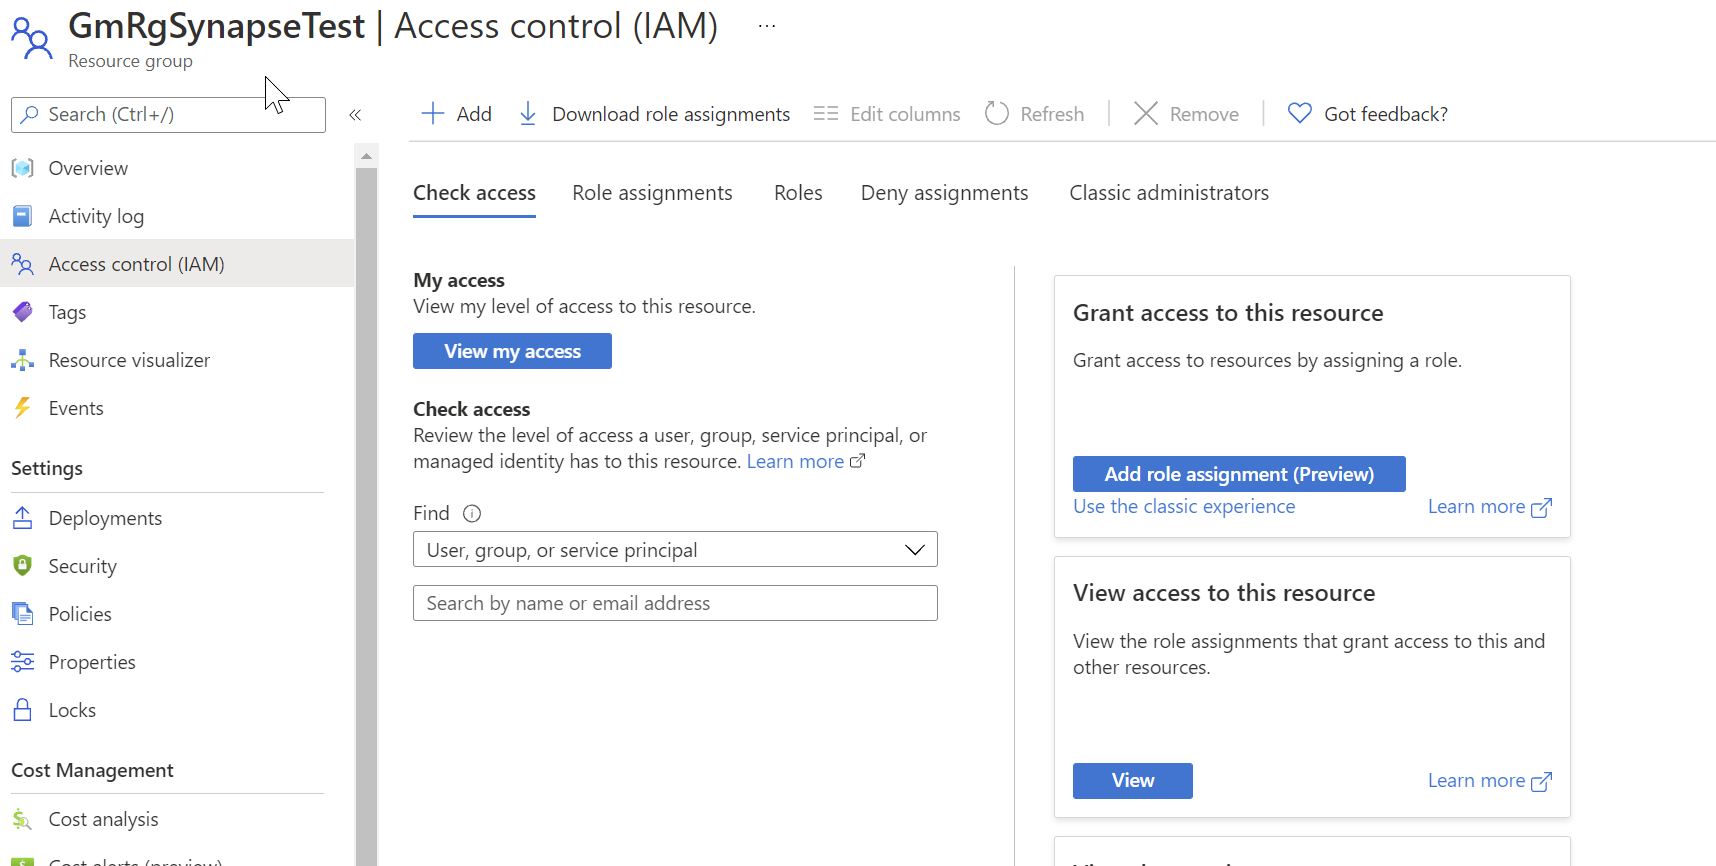 GmRgSynapseTest | Access control (IAM) ...
Resource group
Search (Ctrl+/)
«
Overview
Activity log
Access control (IAM)
Tags
Resource visualizer
Events
Settings
Deployments
Security
Policies
Properties
Locks
Cost Management
Cost analysis
Cost alerts (preview)
Add
Download role assignments
Edit columns
Refresh
Remove
Got feedback?
Check access
Role assignments
Roles
Deny assignments
Classic administrators
My access
View my level of access to this resource.
View my access
Check access
Review the level of access a user, group, service principal, or
managed identity has to this resource. Learn more
Find
User, group, or service principal
Search by name or email address
Grant access to this resource
Grant access to resources by assigning a role.
Add role assignment (Preview)
Use the classic experience
Learn more
View access to this resource
View the role assignments that grant access to this and
other resources.
View
Learn more